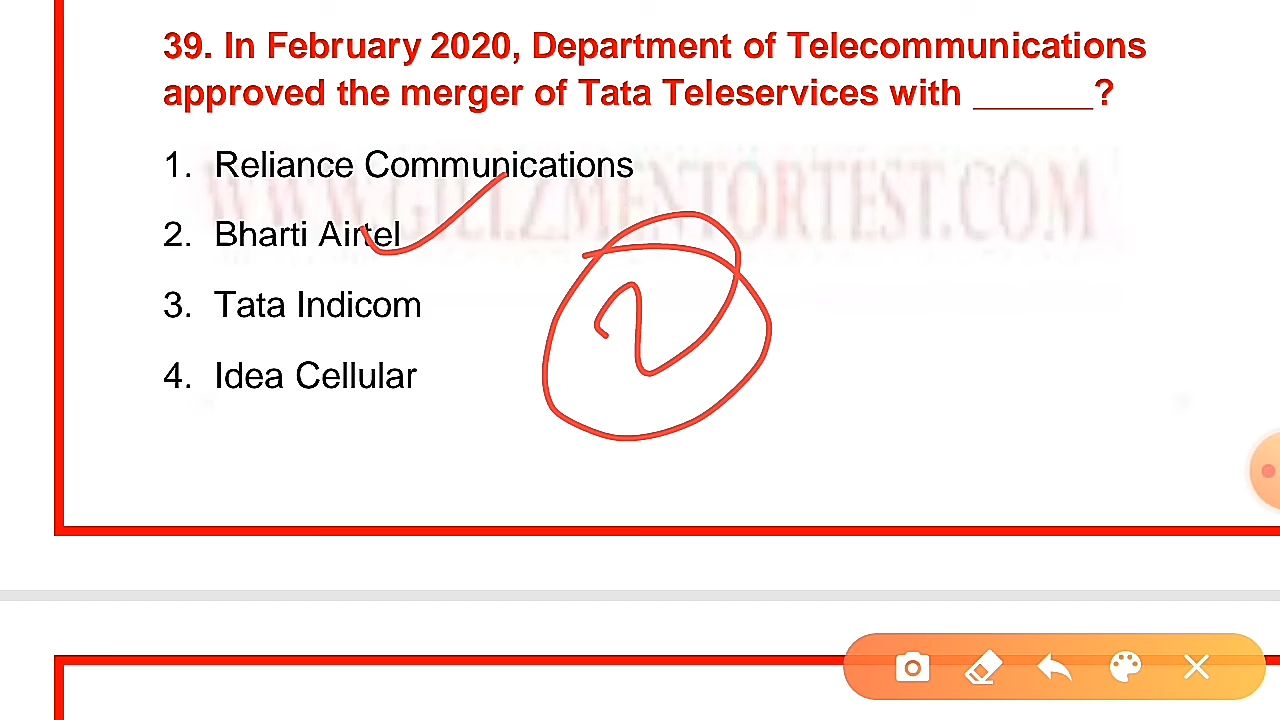 39. In February 2020, Department of Telecommunications
approved the merger of Tata Teleservices with ______?
1. Reliance Communications
2. Bharti Airtel
3. Tata Indicom
4. Idea Cellular
2